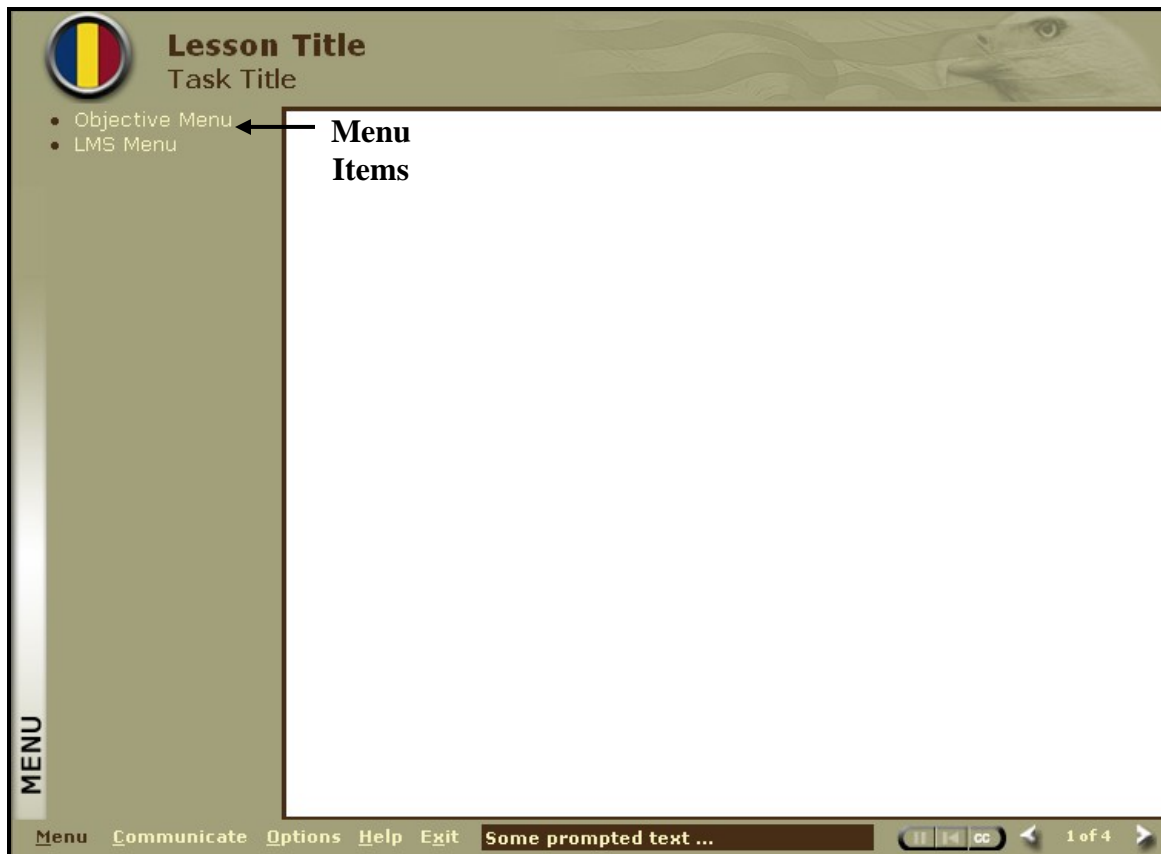 Lesson Title
Task Title
Objective Menu
LMS Menu
Menu
Items
MENU
Menu Communicate Options Help Exit Some prompted text ... CC 1 of 4